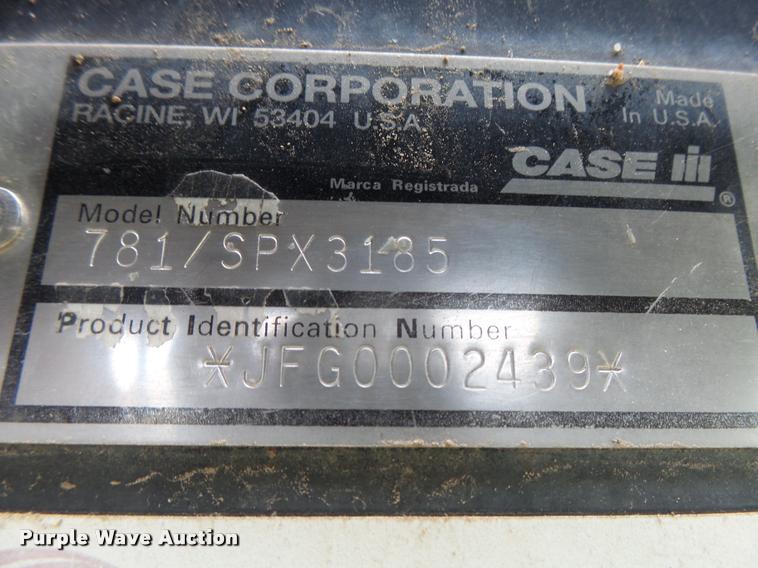 CASE CORPORATION
RACINE, WI 53404 U.S.A.
Made
In U.S.A.
CASE IH
Marca Registrada
®
Model Number
781/SPX3185
Product Identification Number
*JFG0002439*
Purple Wave Auction